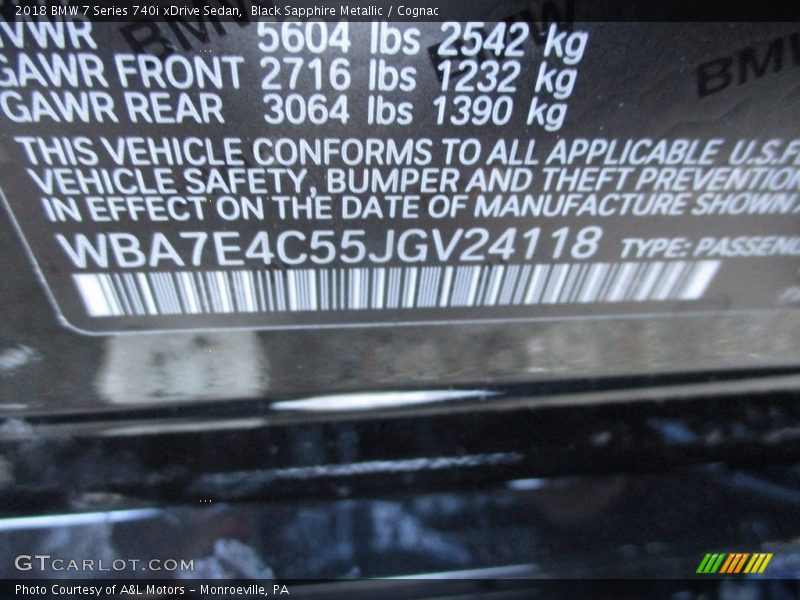 2018 BMW 7 Series 740i xDrive Sedan, Black Sapphire Metallic / Cognac
BMW BMW BMW
5604 lbs 2542 kg
GAWR FRONT 2716 lbs 1232 kg
GAWR REAR 3064 lbs 1390 kg
THIS VEHICLE CONFORMS TO ALL APPLICABLE U.S.F
VEHICLE SAFETY, BUMPER AND THEFT PREVENTION
IN EFFECT ON THE DATE OF MANUFACTURE SHOWN
WBA7E4C55JGV24118 TYPE: PASSENG
GTCARLOT.COM
Photo Courtesy of A&L Motors - Monroeville, PA